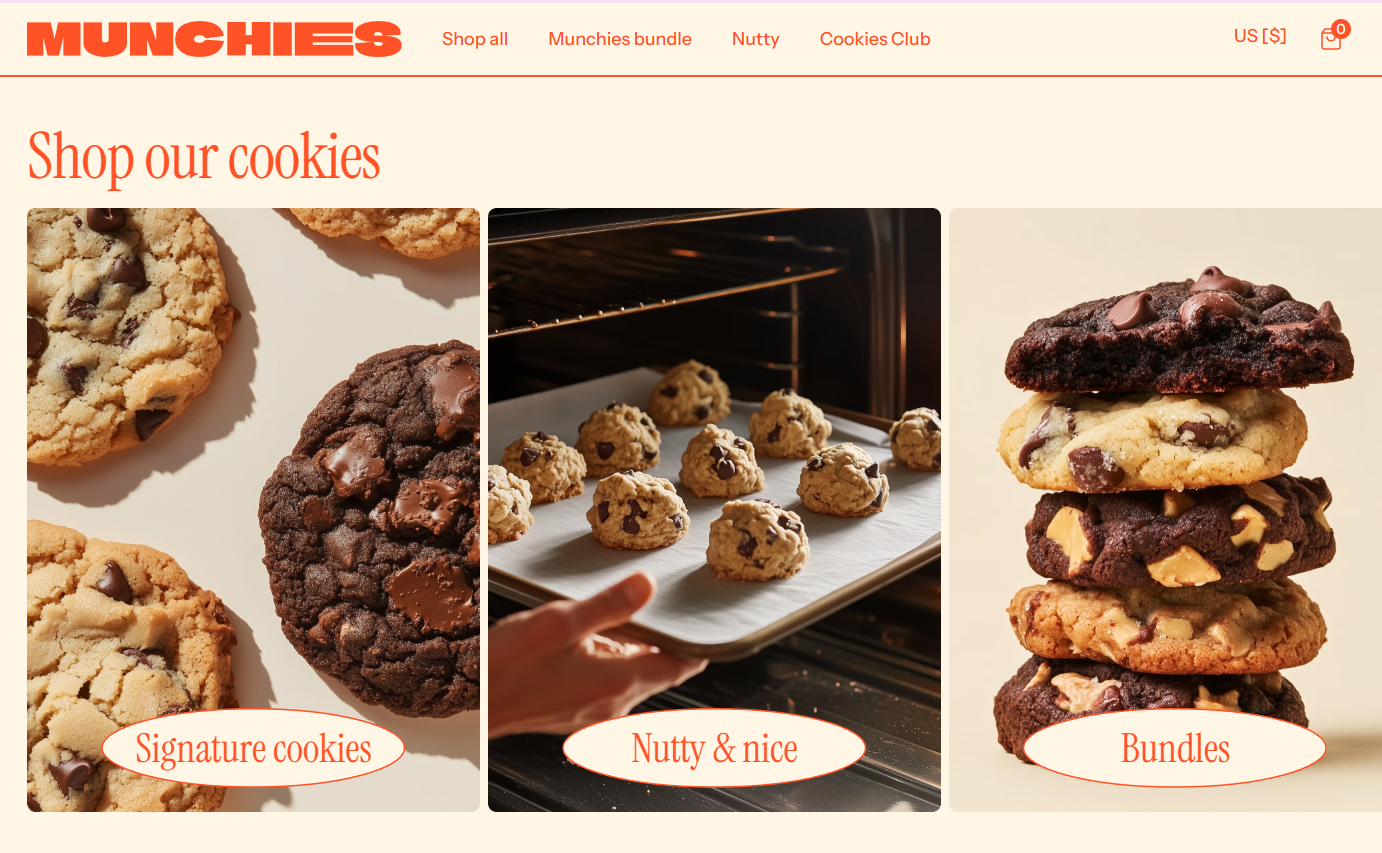 MUNCHIES
Shop all
Munchies bundle
Nutty
Cookies Club
US [$]
0
Shop our cookies
Signature cookies
Nutty & nice
Bundles